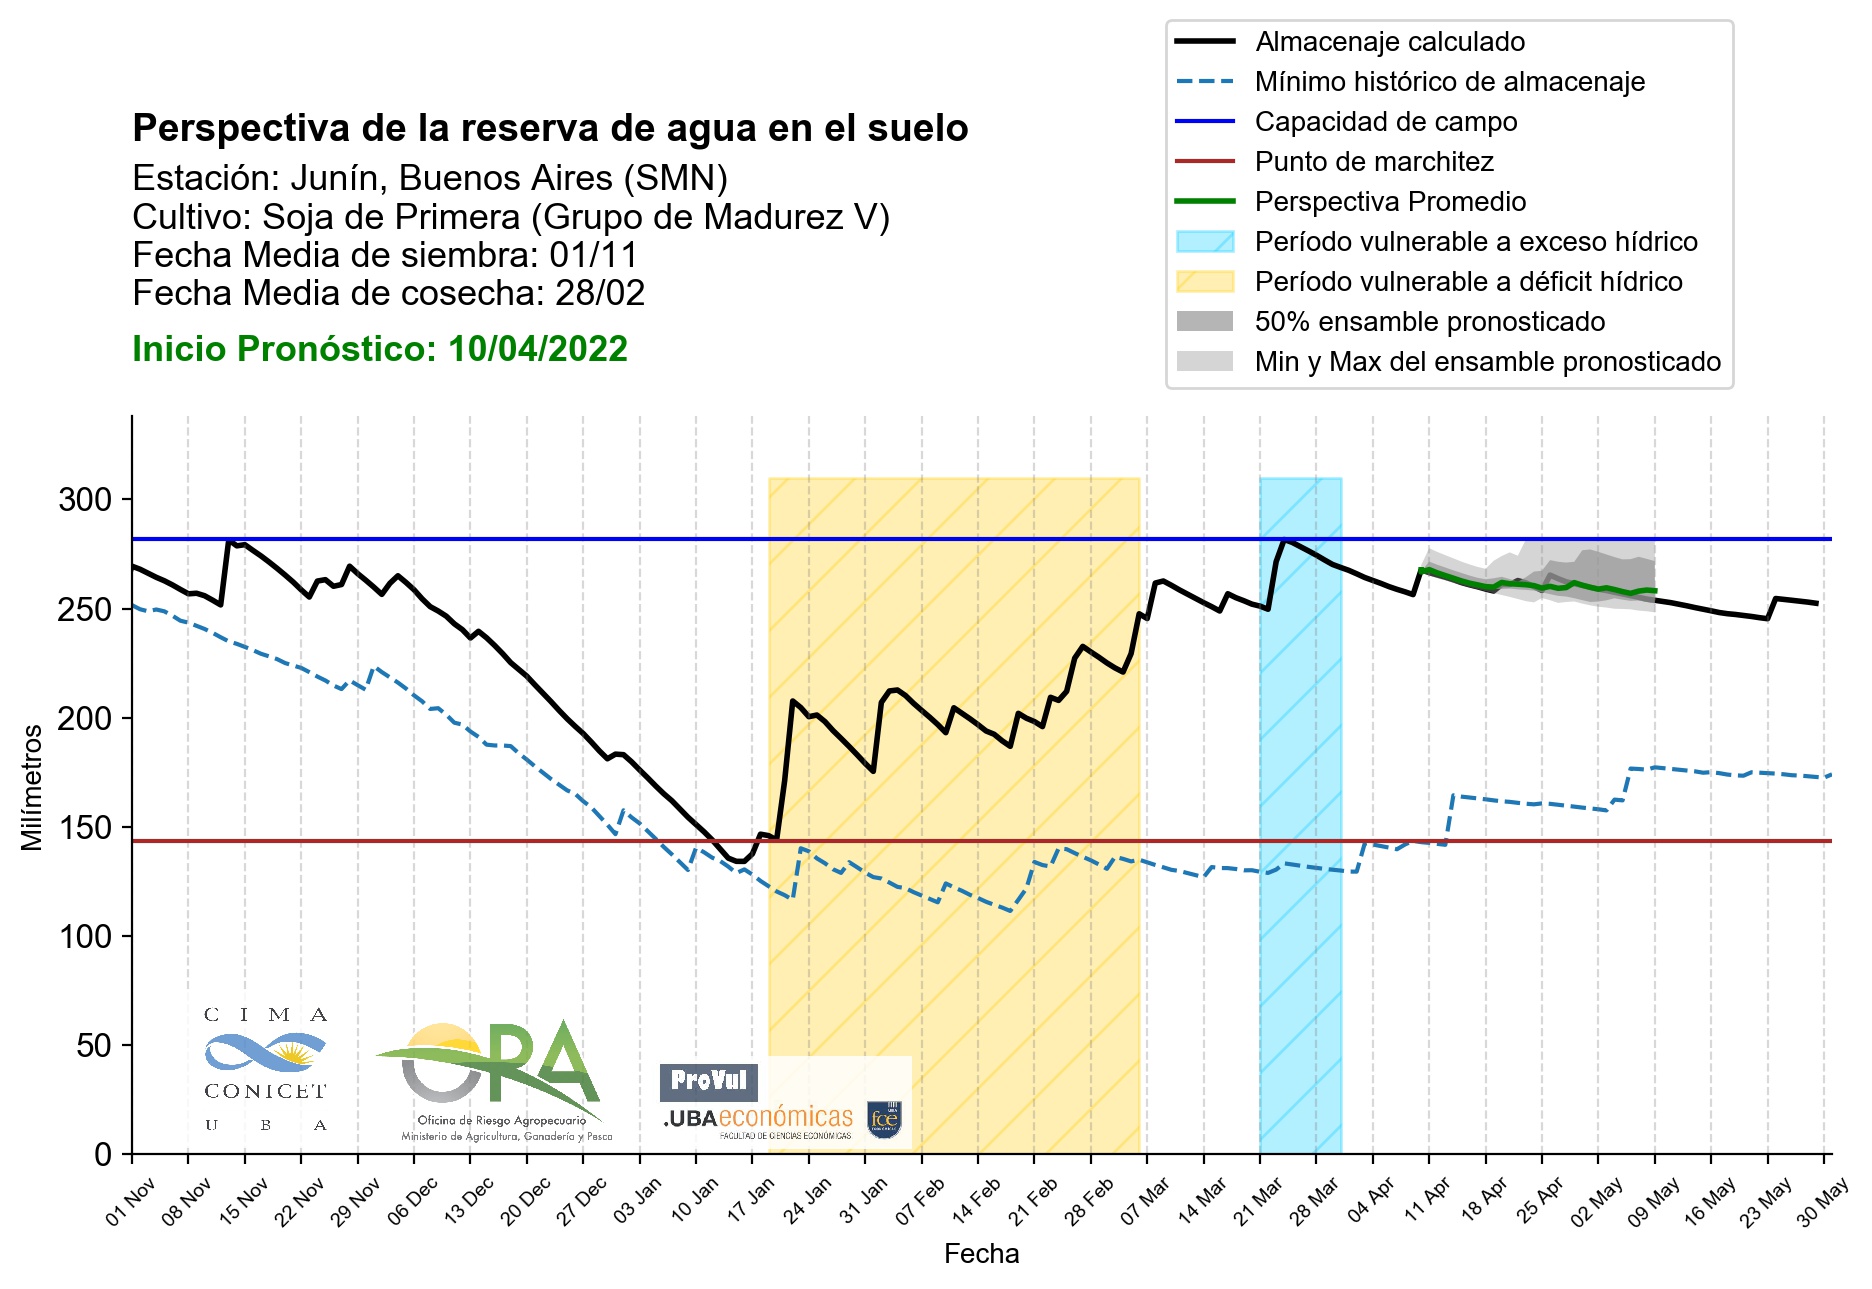 Almacenaje calculado
Mínimo histórico de almacenaje
Capacidad de campo
Punto de marchitez
Perspectiva Promedio
Período vulnerable a exceso hídrico
Período vulnerable a déficit hídrico
50% ensamble pronosticado
Min y Max del ensamble pronosticado
Perspectiva de la reserva de agua en el suelo
Estación: Junín, Buenos Aires (SMN)
Cultivo: Soja de Primera (Grupo de Madurez V)
Fecha Media de siembra: 01/11
Fecha Media de cosecha: 28/02
Inicio Pronóstico: 10/04/2022
300
250
200
150
100
50
0
Milímetros
CIMA
CONICET
UBA
ORA
Oficina de Riesgo Agropecuario
Ministerio de Agricultura, Ganadería y Pesca
ProVul
.UBAeconómicas
FACULTAD DE CIENCIAS ECONÓMICAS
UBA
fce
ECONÓMICAS
01 Nov 08 Nov 15 Nov 22 Nov 29 Nov 06 Dec 13 Dec 20 Dec 27 Dec 03 Jan 10 Jan 17 Jan 24 Jan 31 Jan 07 Feb 14 Feb 21 Feb 28 Feb 07 Mar 14 Mar 21 Mar 28 Mar 04 Apr 11 Apr 18 Apr 25 Apr 02 May 09 May 16 May 23 May 30 May
Fecha